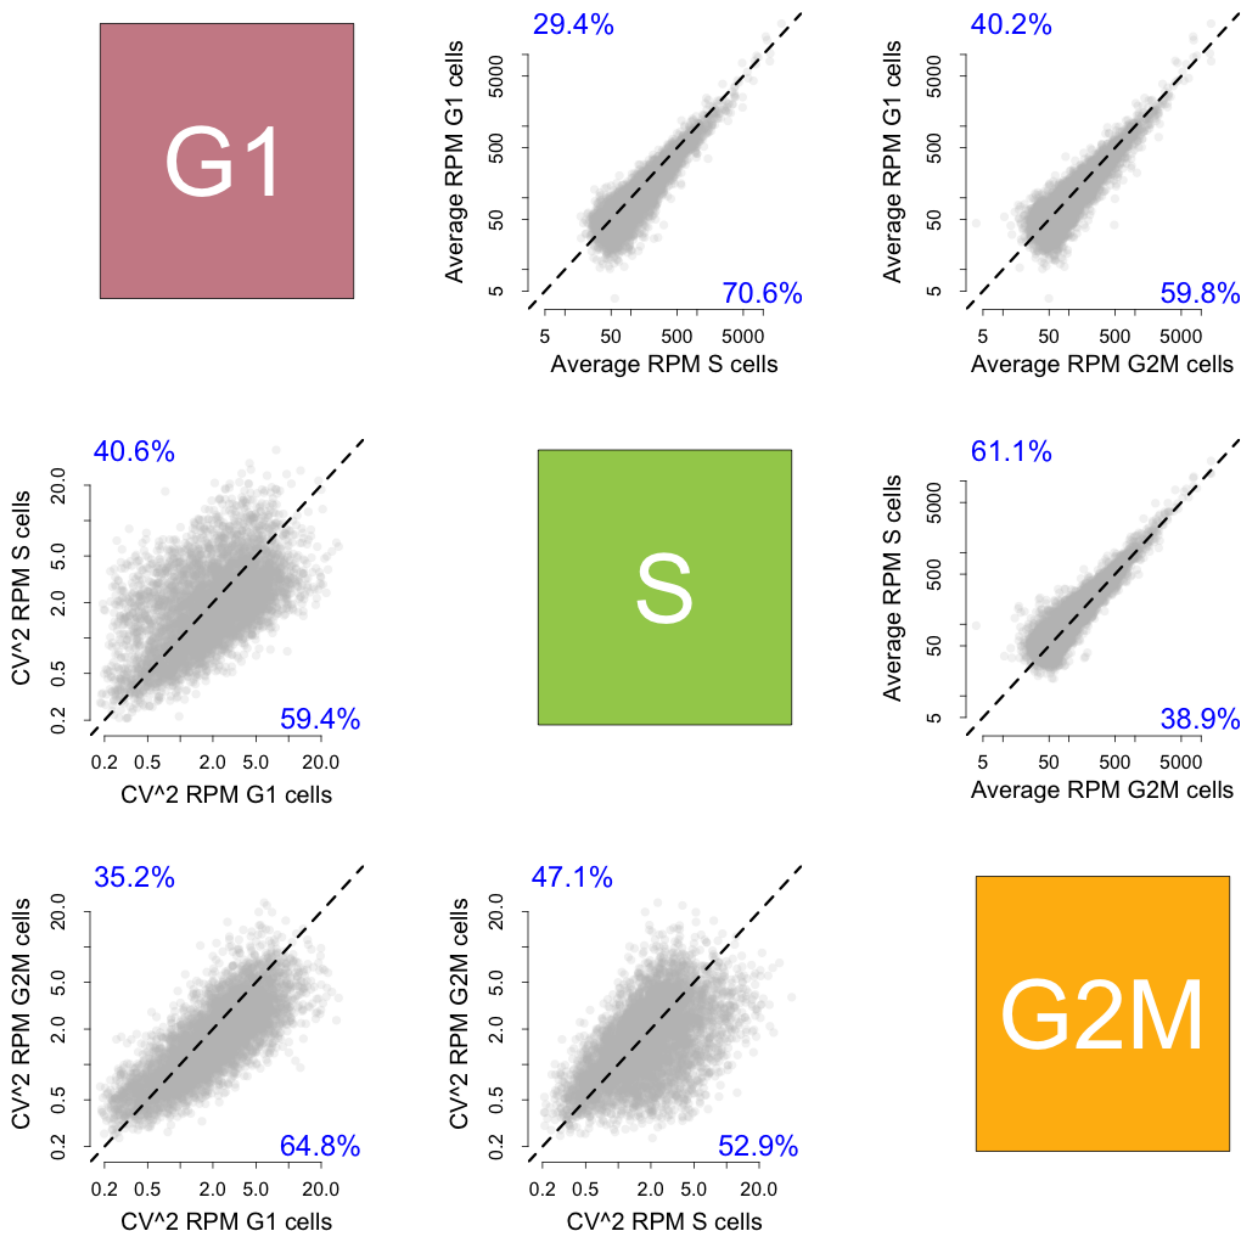 G1
29.4%
Average RPM G1 cells
5000
500
50
5
70.6%
5 50 500 5000
Average RPM S cells
40.2%
Average RPM G1 cells
5000
500
50
5
59.8%
5 50 500 5000
Average RPM G2M cells
40.6%
CV^2 RPM S cells
20.0
5.0
2.0
0.5
0.2
59.4%
0.2 0.5 2.0 5.0 20.0
CV^2 RPM G1 cells
S
61.1%
Average RPM S cells
5000
500
50
5
38.9%
5 50 500 5000
Average RPM G2M cells
35.2%
CV^2 RPM G2M cells
20.0
5.0
2.0
0.5
0.2
64.8%
0.2 0.5 2.0 5.0 20.0
CV^2 RPM G1 cells
47.1%
CV^2 RPM G2M cells
20.0
5.0
2.0
0.5
0.2
52.9%
0.2 0.5 2.0 5.0 20.0
CV^2 RPM S cells
G2M